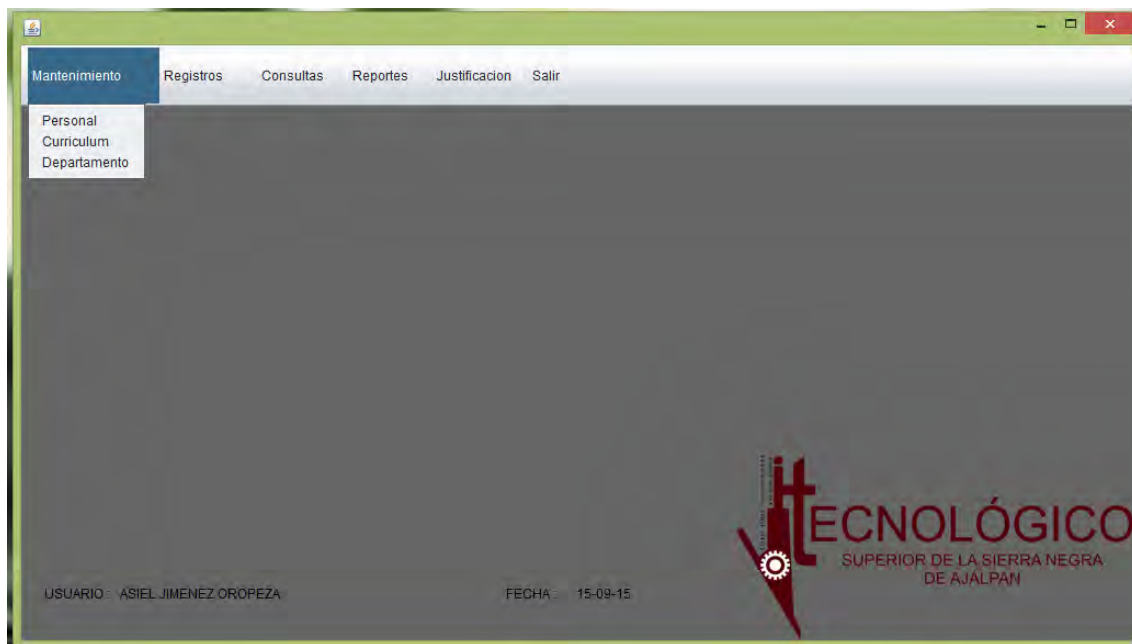 Mantenimiento Registros Consultas Reportes Justificacion Salir
Personal
Curriculum
Departamento
TECNOLÓGICO
SUPERIOR DE LA SIERRA NEGRA
DE AJALPAN
USUARIO : ASIEL JIMENEZ OROPEZA FECHA : 15-09-15